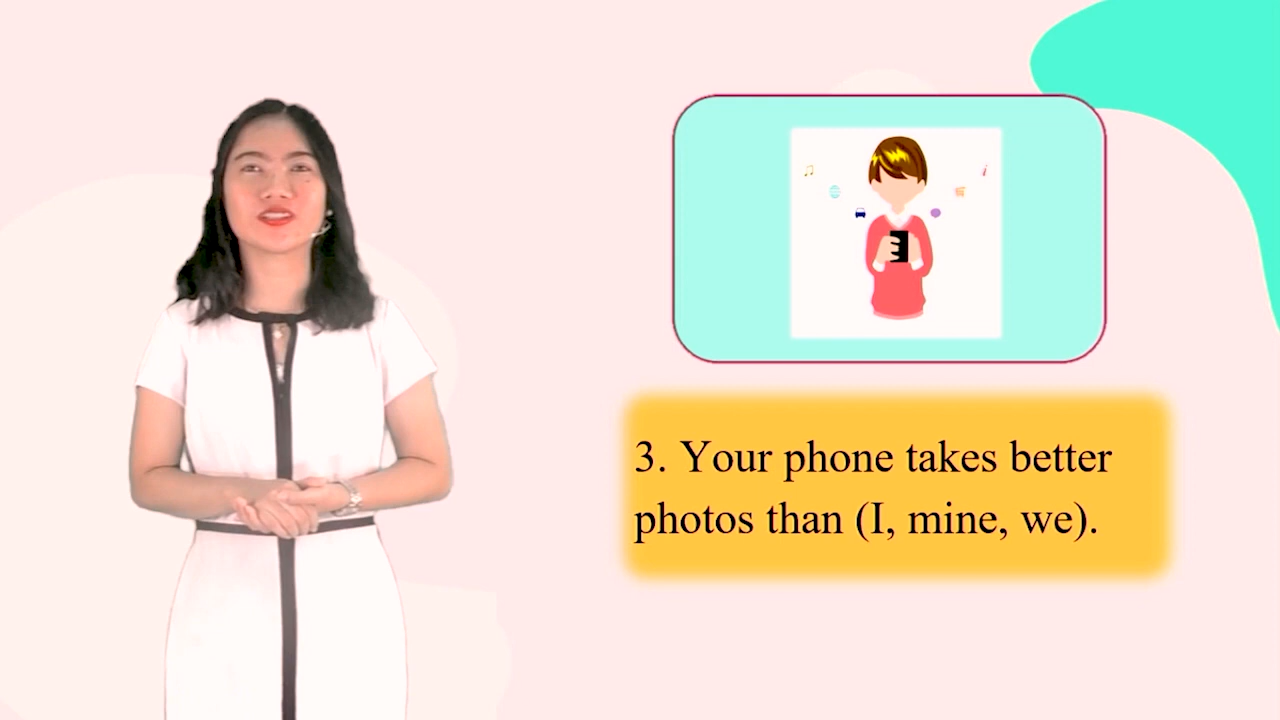 3. Your phone takes better
photos than (I, mine, we).